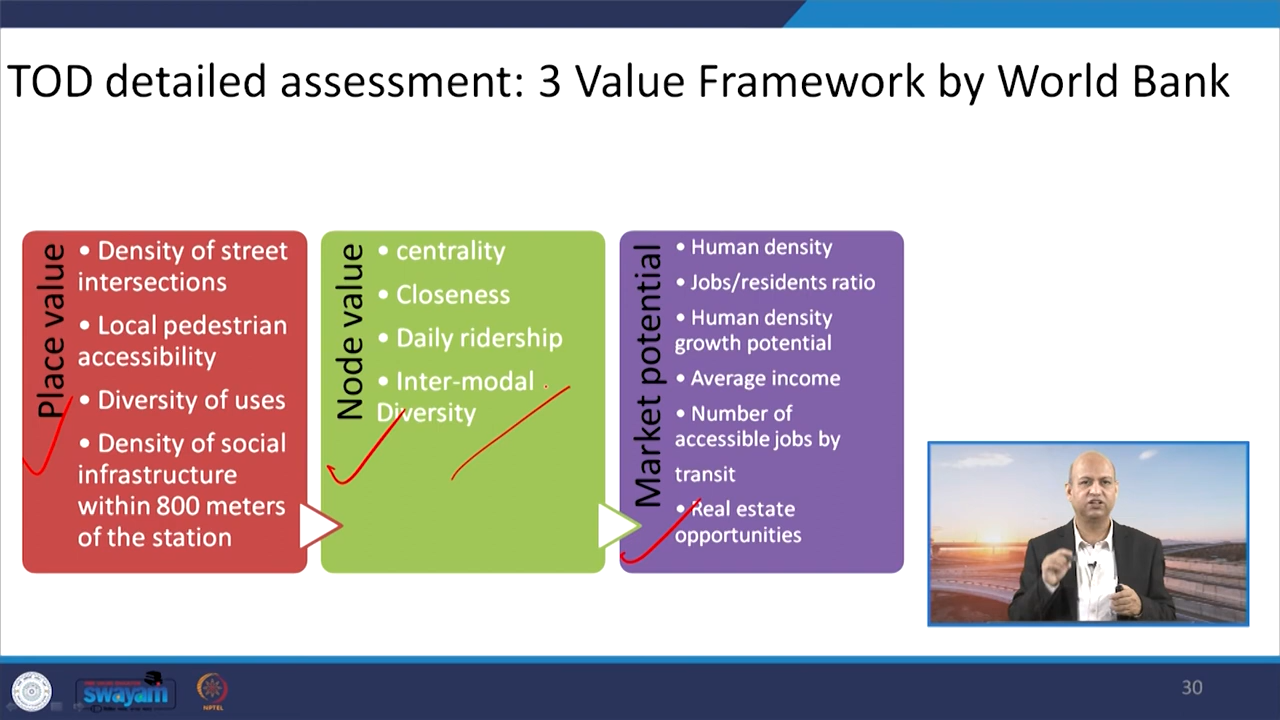 TOD detailed assessment: 3 Value Framework by World Bank
Place value
• Density of street
intersections
• Local pedestrian
accessibility
• Diversity of uses
• Density of social
infrastructure
within 800 meters
of the station
Node value
• centrality
• Closeness
• Daily ridership
• Inter-modal
Diversity
Market potential
• Human density
• Jobs/residents ratio
• Human density
growth potential
• Average income
• Number of
accessible jobs by
transit
• Real estate
opportunities
swayam
NPTEL
30